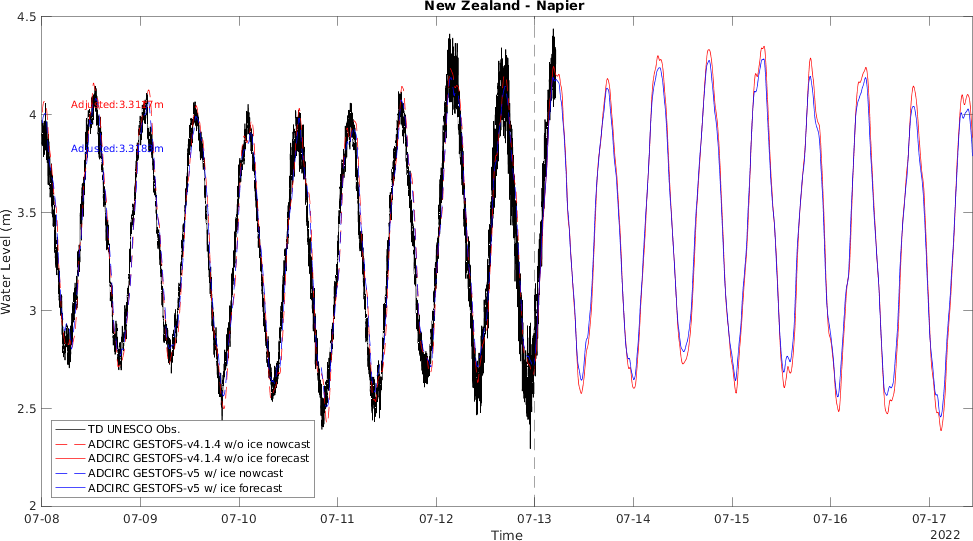 New Zealand - Napier
4.5
4
3.5
3
2.5
2
Water Level (m)
Adjusted:3.3
Adjusted:3.3
TD UNESCO Obs.
ADCIRC GESTOFS-v4.1.4 w/o ice nowcast
ADCIRC GESTOFS-v4.1.4 w/o ice forecast
ADCIRC GESTOFS-v5 w/ ice nowcast
ADCIRC GESTOFS-v5 w/ ice forecast
07-08 07-09 07-10 07-11 07-12 07-13 07-14 07-15 07-16 07-17
Time
2022